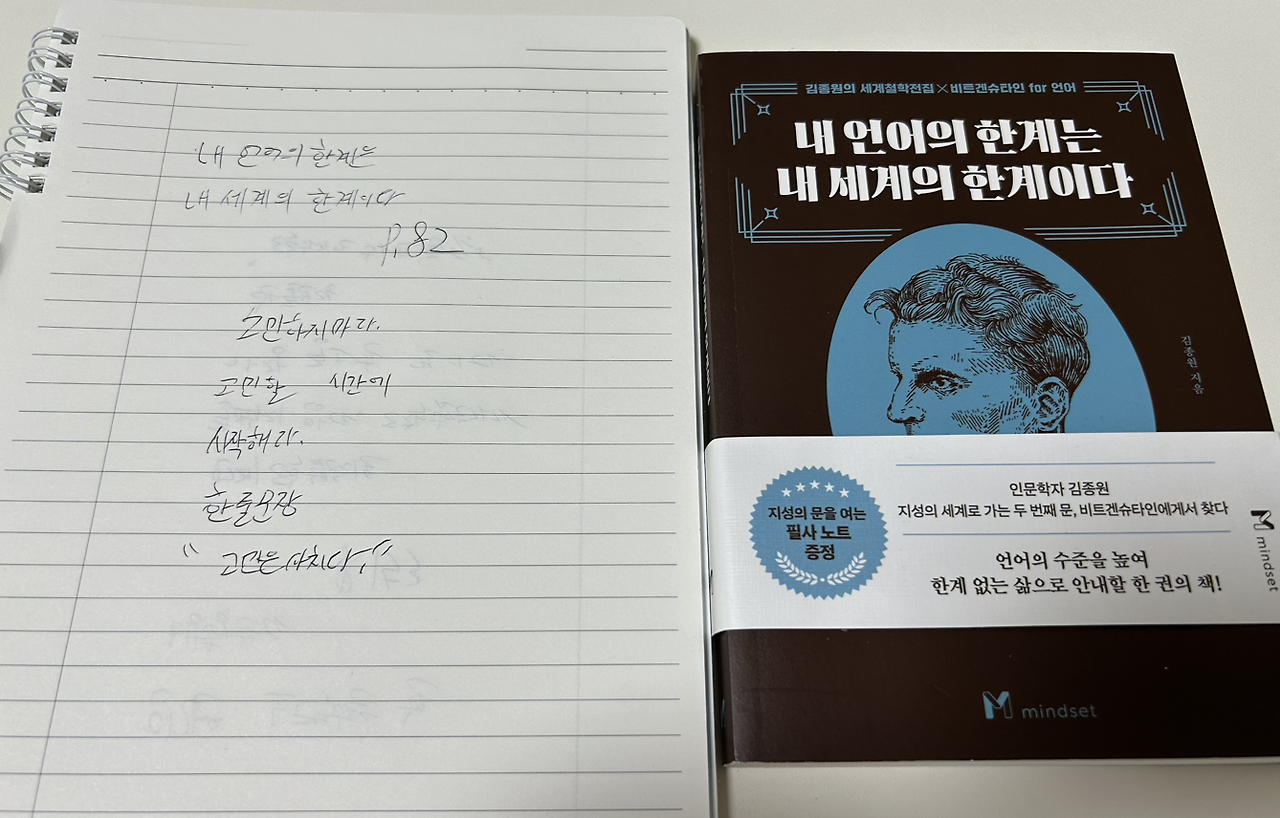 내 언어의 한계는
내 세계의 한계이다
P.82
고민하지마라.
고민할 시간에
시작해라.
한줄문장
"고민은 사치다."
김종원의 세계철학전집×비트겐슈타인 for 언어
내 언어의 한계는
내 세계의 한계이다
김종원 지음
지성의 문을 여는
필사 노트
증정
인문학자 김종원
지성의 세계로 가는 두 번째 문, 비트겐슈타인에게서 찾다
언어의 수준을 높여
한계 없는 삶으로 안내할 한 권의 책!
mindset
M mindset